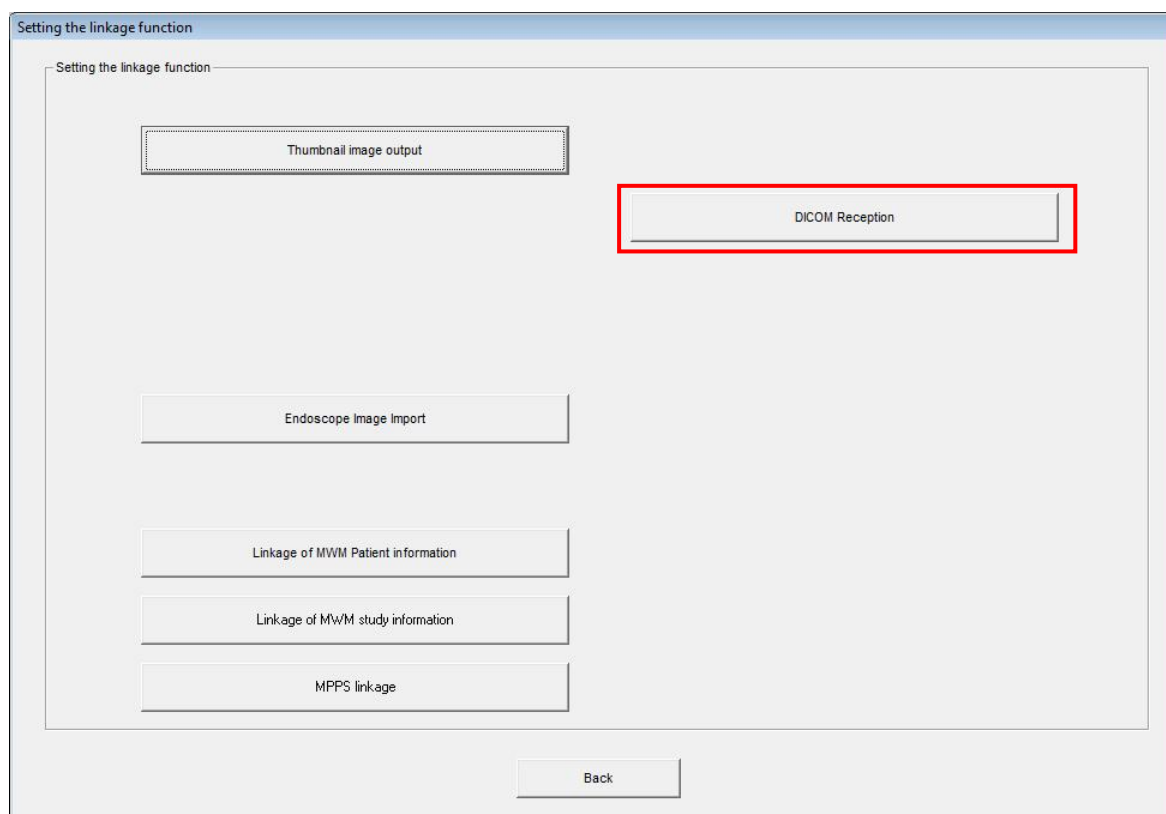 Setting the linkage function
Setting the linkage function
Thumbnail image output
DICOM Reception
Endoscope Image Import
Linkage of MWM Patient information
Linkage of MWM study information
MPPS linkage
Back